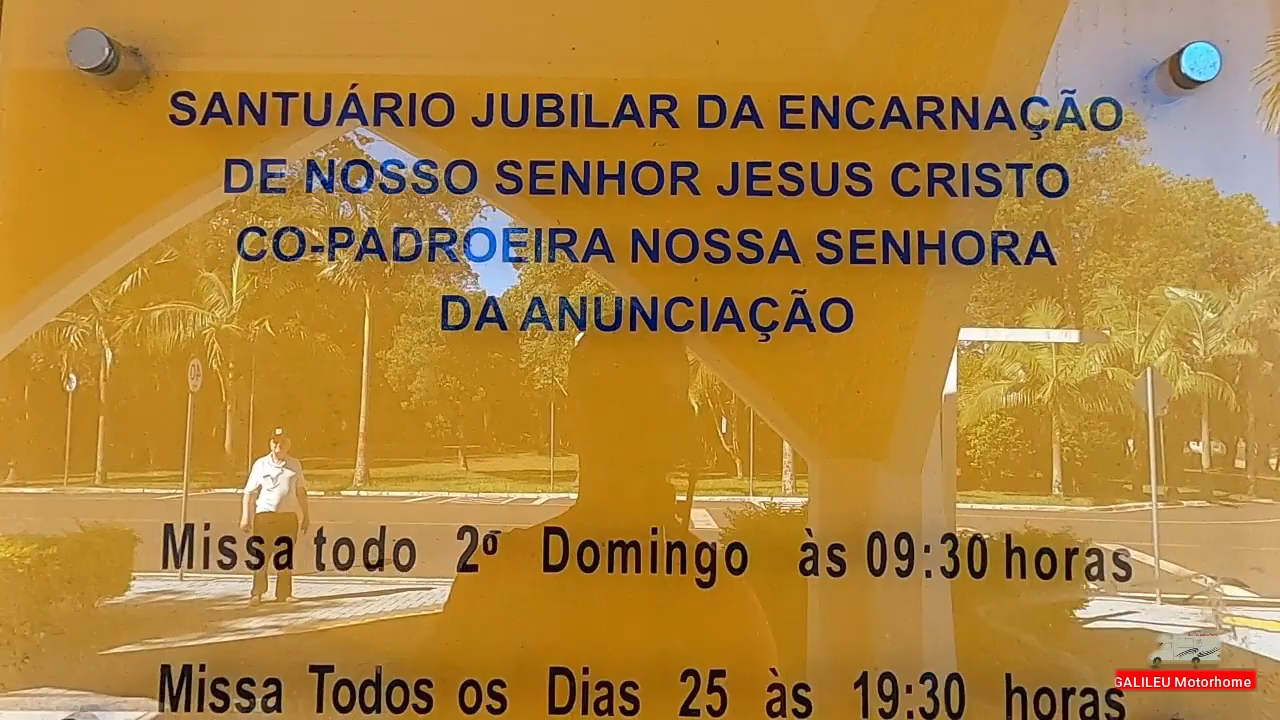 SANTUÁRIO JUBILAR DA ENCARNAÇÃO
DE NOSSO SENHOR JESUS CRISTO
CO-PADROEIRA NOSSA SENHORA
DA ANUNCIAÇÃO
Missa todo 2º Domingo às 09:30 horas
Missa Todos os Dias 25 às 19:30 horas
GALILEU Motorhome